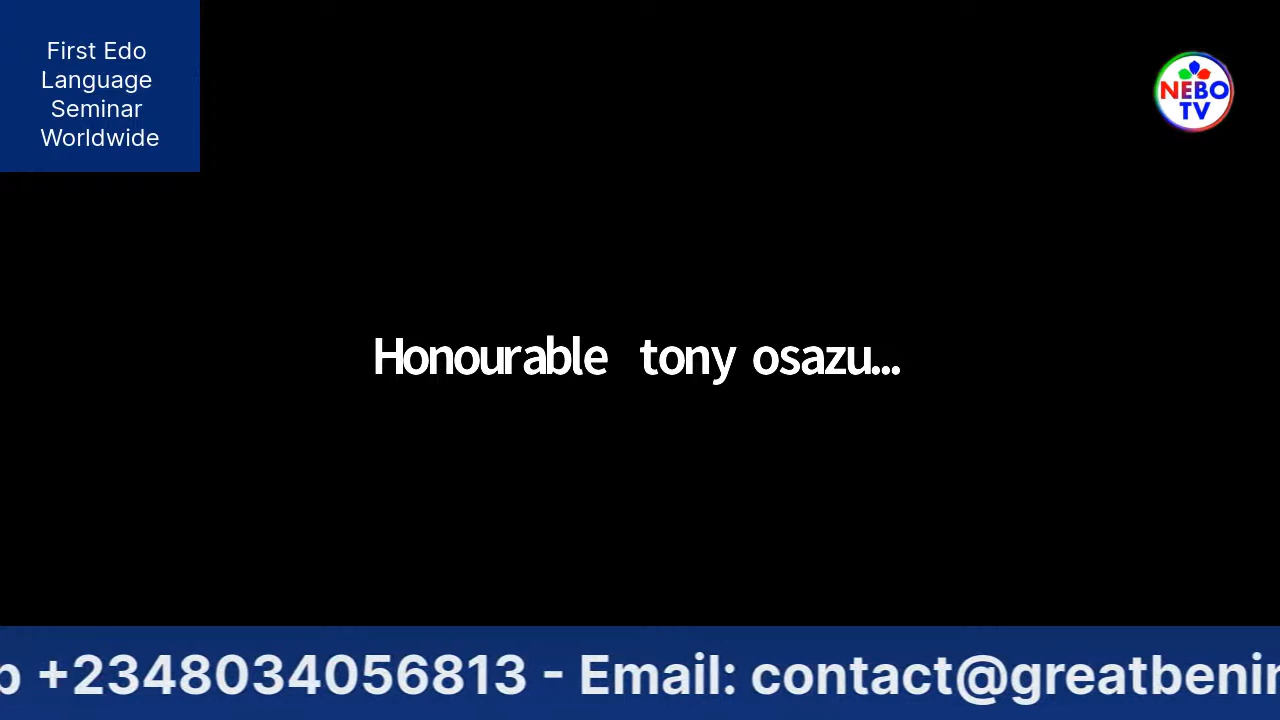 First Edo
Language
Seminar
Worldwide
NEBO
TV
Honourable tony osazu...
p +2348034056813 - Email: contact@greatbenin